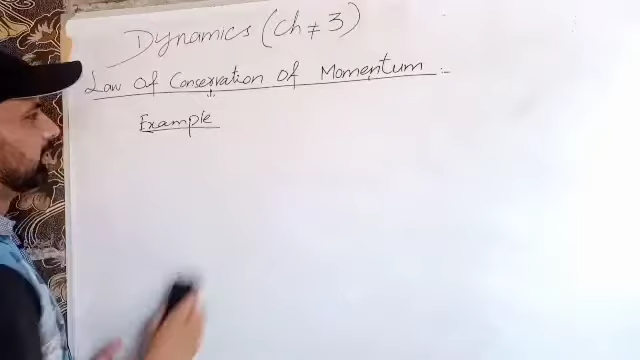 Dynamics (Ch ≠ 3)
Law Of Conservation Of Momentum :-
Example